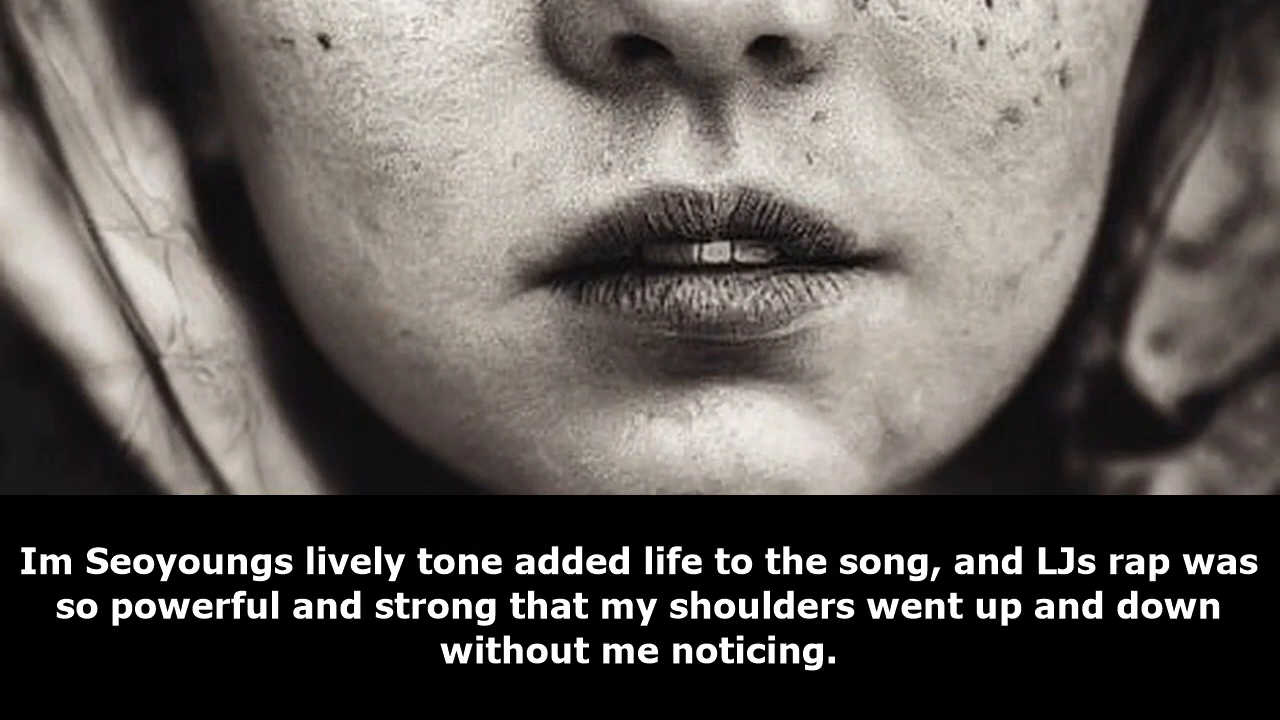 Im Seoyoungs lively tone added life to the song, and LJs rap was
so powerful and strong that my shoulders went up and down
without me noticing.